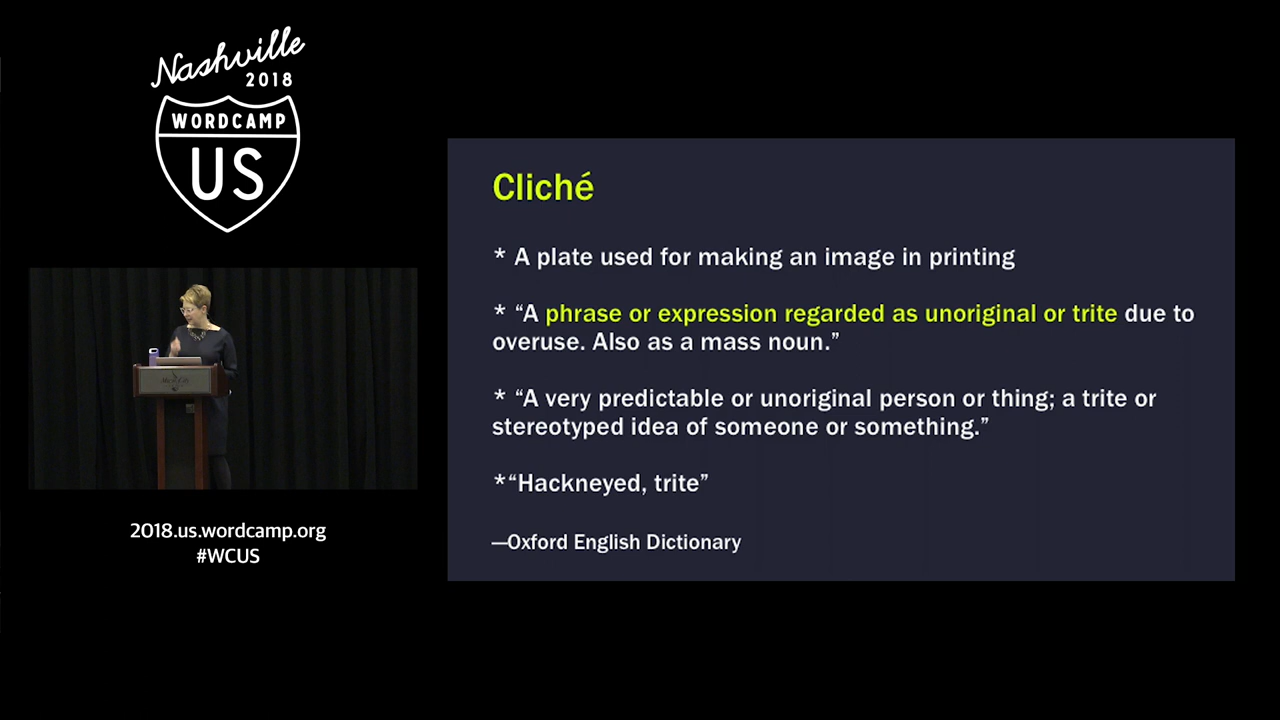 Nashville
2018
WORDCAMP
US
2018.us.wordcamp.org
#WCUS
Cliché
* A plate used for making an image in printing
* “A phrase or expression regarded as unoriginal or trite due to
overuse. Also as a mass noun.”
* “A very predictable or unoriginal person or thing; a trite or
stereotyped idea of someone or something.”
*“Hackneyed, trite”
—Oxford English Dictionary